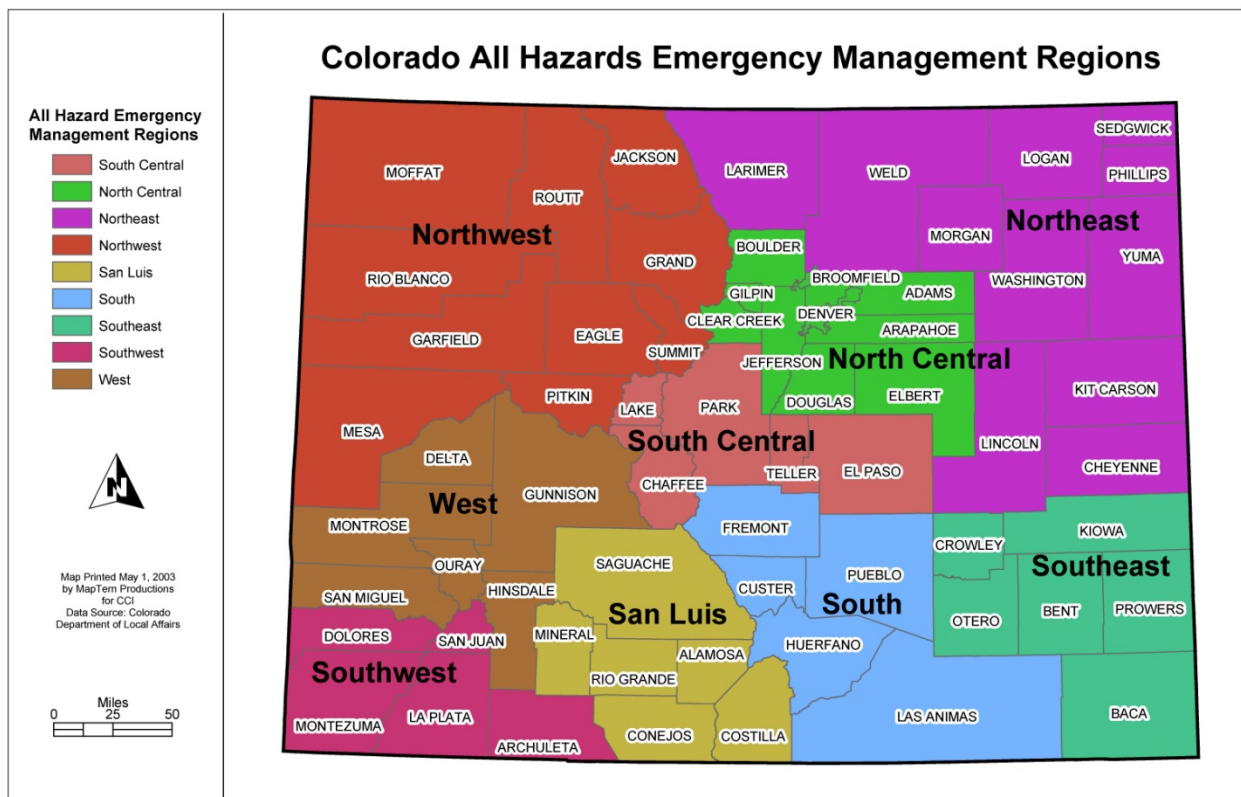 Colorado All Hazards Emergency Management Regions
All Hazard Emergency
Management Regions
South Central
North Central
Northeast
Northwest
San Luis
South
Southeast
Southwest
West
N
Map Printed May 1, 2003
by MapTern Productions
for CCI
Data Source: Colorado
Department of Local Affairs
Miles
0 25 50
MOFFAT
ROUTT
JACKSON
LARIMER
WELD
LOGAN
SEDGWICK
PHILLIPS
Northwest
Northeast
MORGAN
YUMA
RIO BLANCO
GRAND
BOULDER
BROOMFIELD
WASHINGTON
GILPIN
ADAMS
GARFIELD
EAGLE
SUMMIT
CLEAR CREEK
DENVER
ARAPAHOE
JEFFERSON
North Central
PITKIN
LAKE
PARK
DOUGLAS
ELBERT
KIT CARSON
MESA
South Central
LINCOLN
DELTA
GUNNISON
CHAFFEE
TELLER
EL PASO
CHEYENNE
West
MONTROSE
FREMONT
CROWLEY
KIOWA
OURAY
SAGUACHE
PUEBLO
Southeast
SAN MIGUEL
HINSDALE
CUSTER
South
OTERO
BENT
PROWERS
DOLORES
SAN JUAN
MINERAL
San Luis
HUERFANO
Southwest
ALAMOSA
RIO GRANDE
MONTEZUMA
LA PLATA
ARCHULETA
CONEJOS
COSTILLA
LAS ANIMAS
BACA